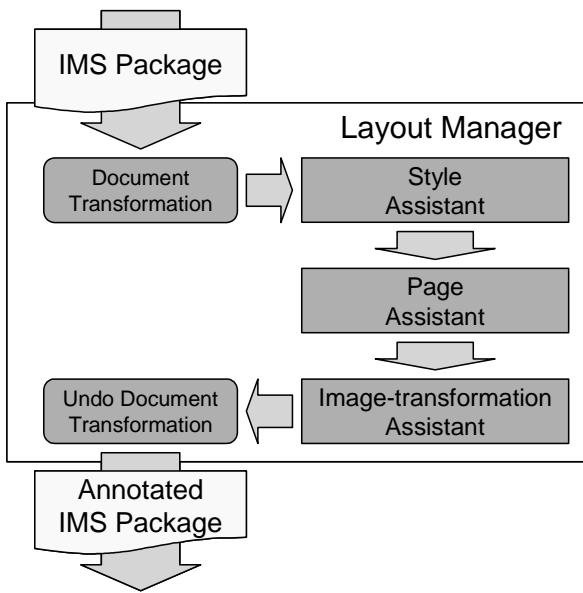 IMS Package
Layout Manager
Document
Transformation
Style
Assistant
Page
Assistant
Image-transformation
Assistant
Undo Document
Transformation
Annotated
IMS Package